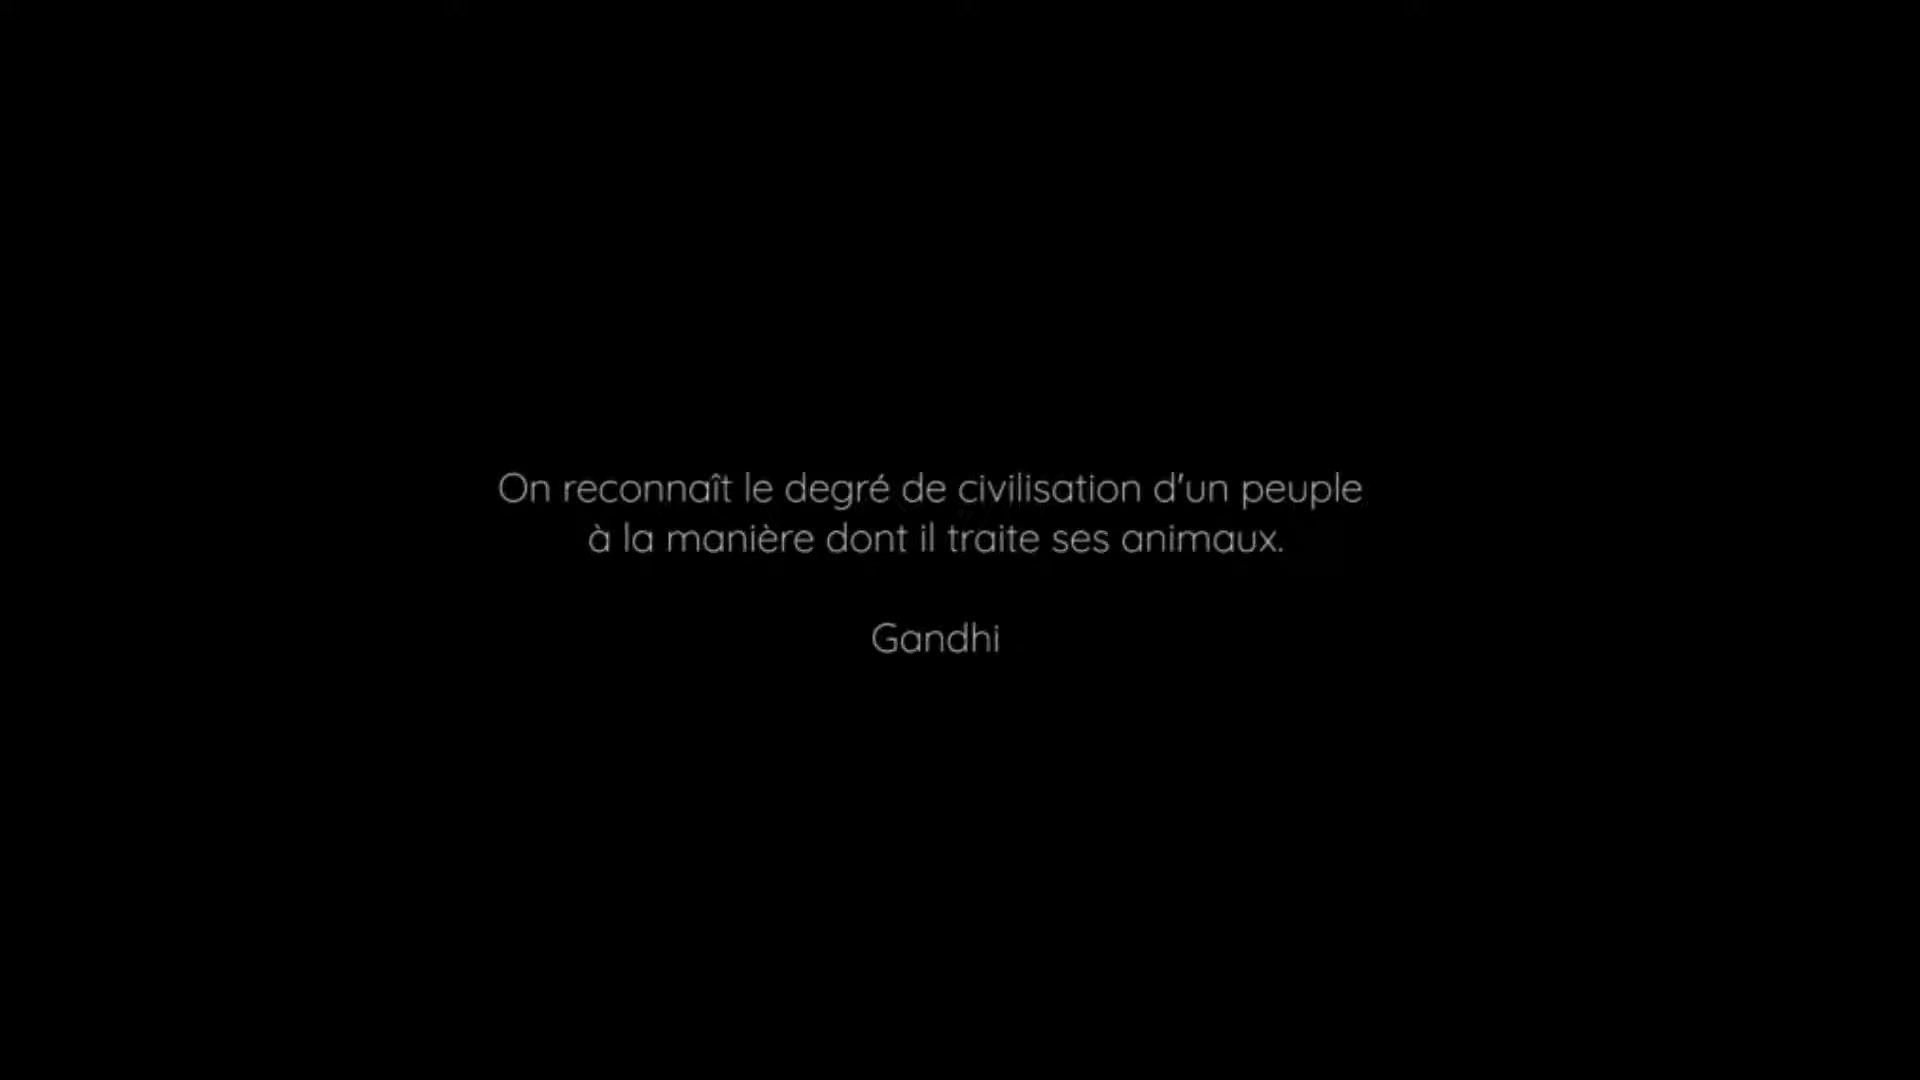 On reconnaît le degré de civilisation d'un peuple
à la manière dont il traite ses animaux.
Gandhi